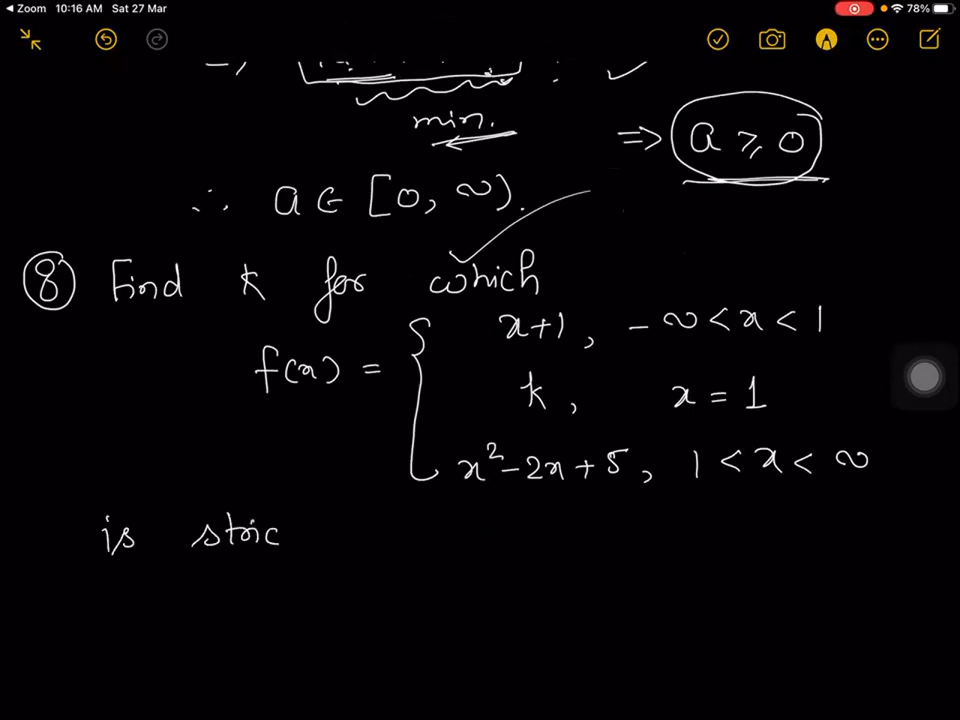 Zoom 10:16 AM Sat 27 Mar 78%
min.
=> a ⩾ 0
∴ a ∈ [0, ∞).
⑧ Find k for which
x+1, -∞ < x < 1
f(x) = {
k, x = 1
x²-2x+5, 1 < x < ∞
is stric